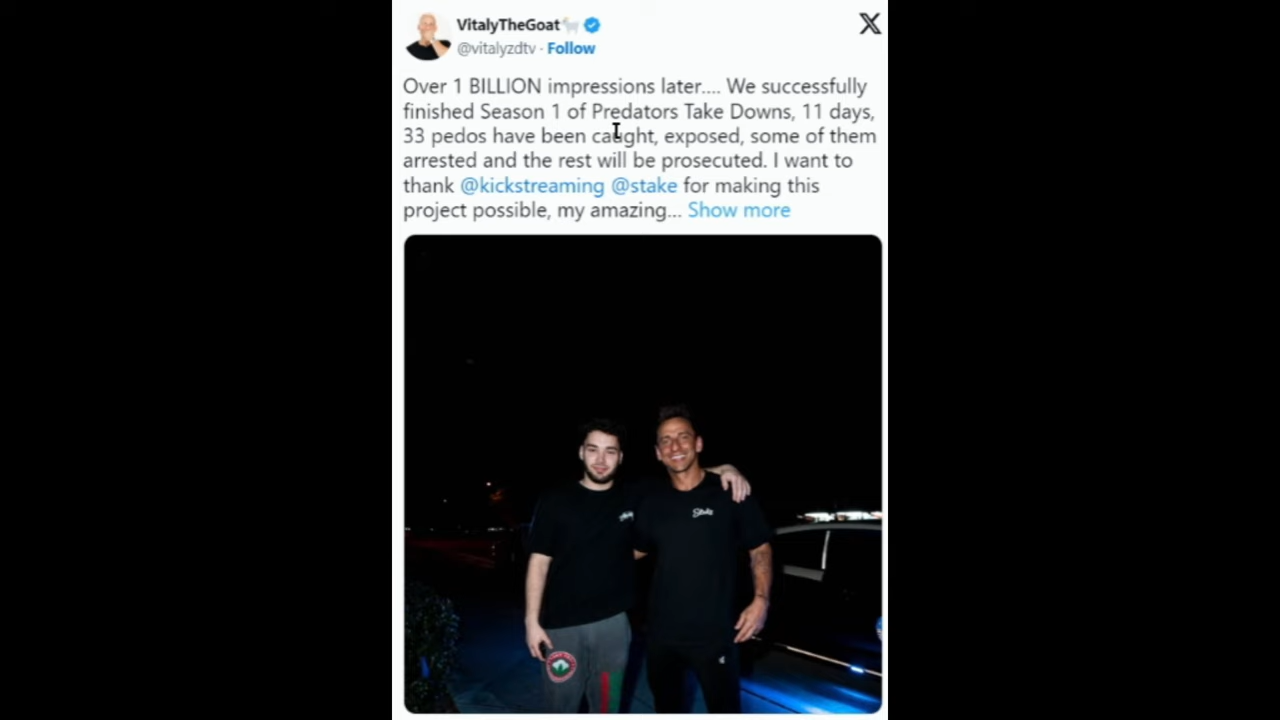 VitalyTheGoat
@vitalyzdtv · Follow
Over 1 BILLION impressions later.... We successfully
finished Season 1 of Predators Take Downs, 11 days,
33 pedos have been caught, exposed, some of them
arrested and the rest will be prosecuted. I want to
thank @kickstreaming @stake for making this
project possible, my amazing... Show more
Stake